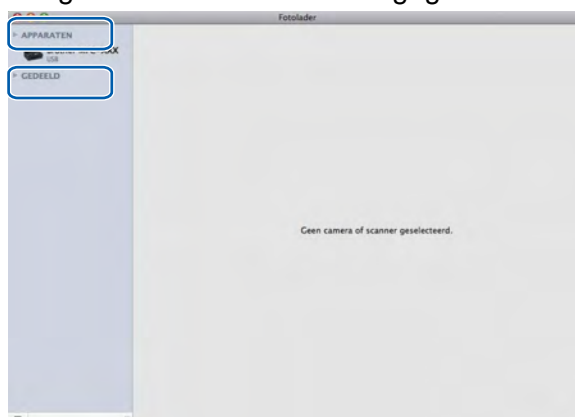 Fotolader
APPARATEN
USB
GEDEELD
Geen camera of scanner geselecteerd.